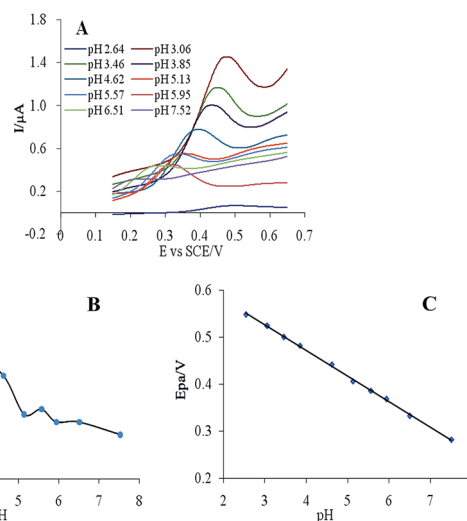 A
1.8
1.4
1.0
0.6
0.2
-0.2
I/µA
pH 2.64 pH 3.06
pH 3.46 pH 3.85
pH 4.62 pH 5.13
pH 5.57 pH 5.95
pH 6.51 pH 7.52
0 0.1 0.2 0.3 0.4 0.5 0.6 0.7
E vs SCE/V
B
5 6 7 8
H
C
0.6
0.5
0.4
0.3
0.2
Epa/V
2 3 4 5 6 7
pH